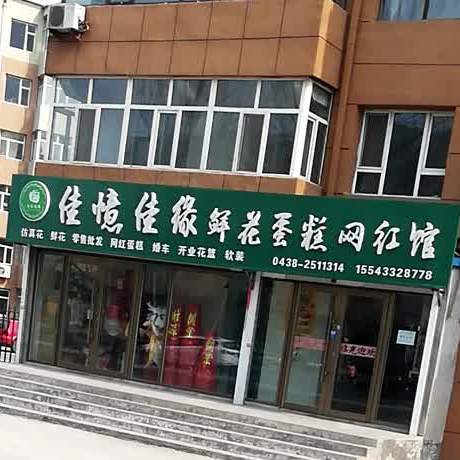 佳憶佳缘鲜花蛋糕网红馆
仿真花 鲜花 零售批发 网红蛋糕 婚车 开业花篮 软装
0438-2511314 15543328778